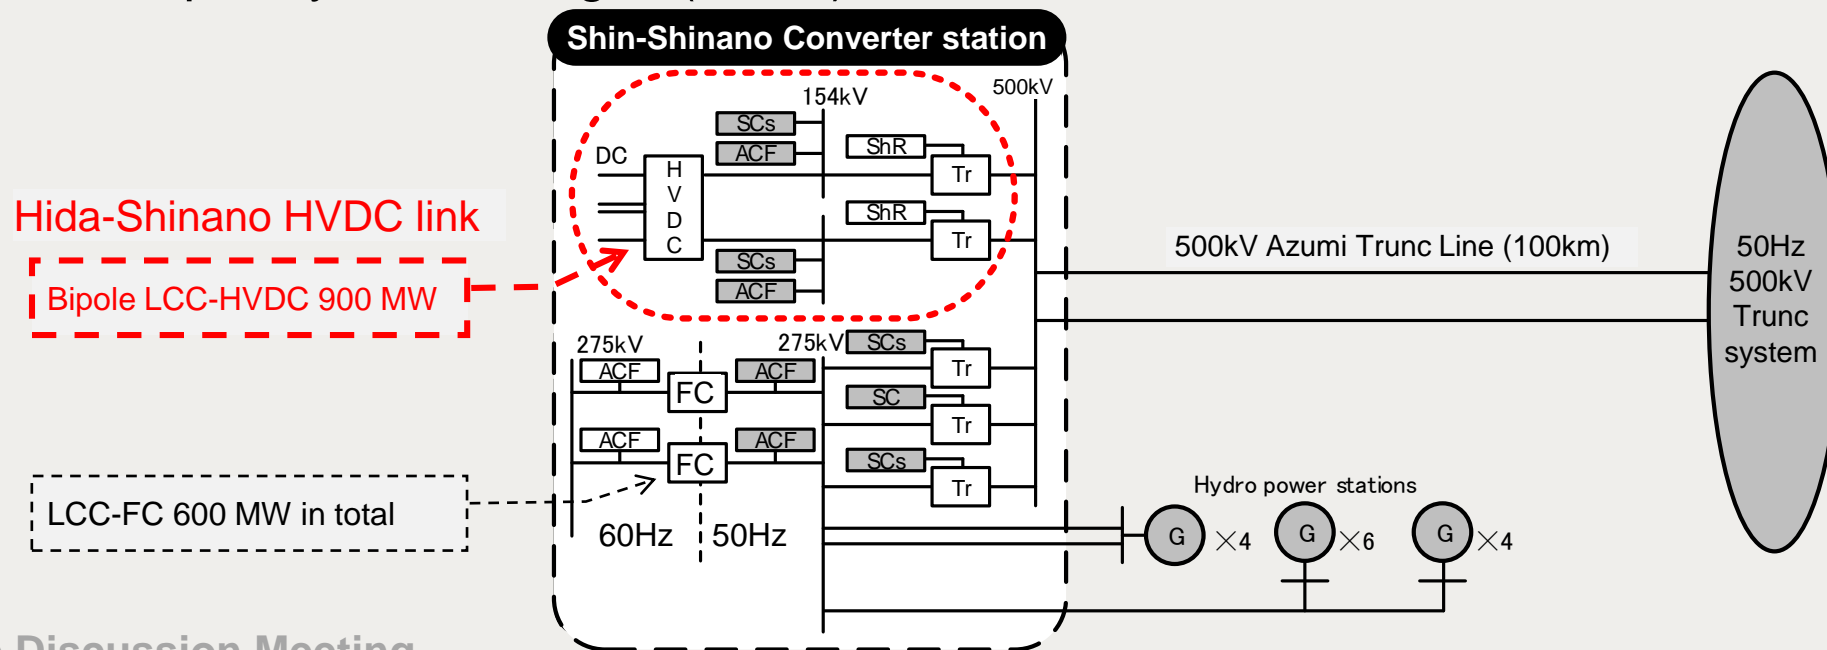 Shin-Shinano Converter station
154kV
500kV
SCs
ACF
ShR
DC
H
V
D
C
Tr
ShR
Tr
SCs
ACF
Hida-Shinano HVDC link
Bipole LCC-HVDC 900 MW
500kV Azumi Trunc Line (100km)
50Hz
500kV
Trunc
system
275kV
275kV
SCs
Tr
ACF
FC
ACF
SC
Tr
ACF
FC
ACF
SCs
Tr
LCC-FC 600 MW in total
60Hz
50Hz
Hydro power stations
G ×4
G ×6
G ×4
Discussion Meeting